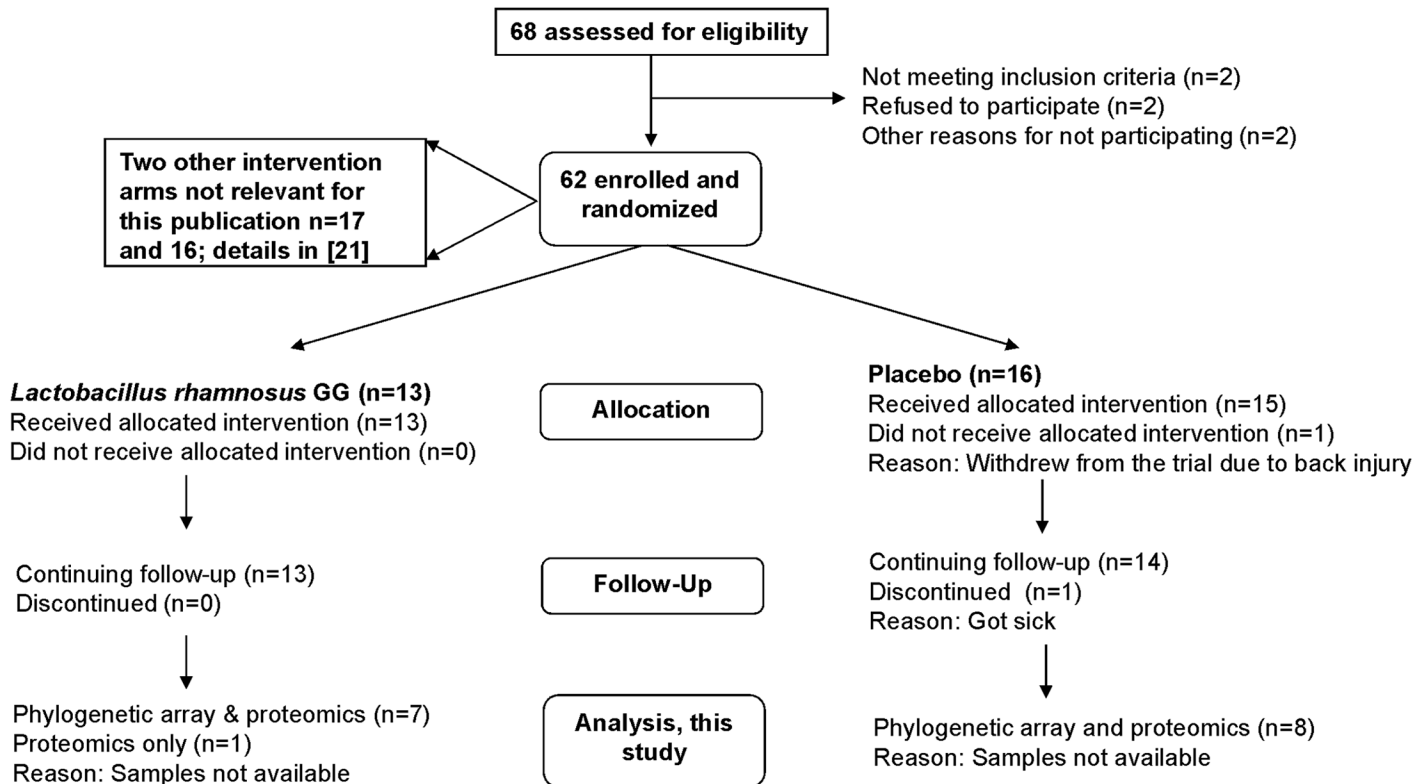 68 assessed for eligibility
Not meeting inclusion criteria (n=2)
Refused to participate (n=2)
Other reasons for not participating (n=2)
Two other intervention
arms not relevant for
this publication n=17
and 16; details in [21]
62 enrolled and
randomized
Lactobacillus rhamnosus GG (n=13)
Received allocated intervention (n=13)
Did not receive allocated intervention (n=0)
Allocation
Placebo (n=16)
Received allocated intervention (n=15)
Did not receive allocated intervention (n=1)
Reason: Withdrew from the trial due to back injury
Continuing follow-up (n=13)
Discontinued (n=0)
Follow-Up
Continuing follow-up (n=14)
Discontinued (n=1)
Reason: Got sick
Phylogenetic array & proteomics (n=7)
Proteomics only (n=1)
Reason: Samples not available
Analysis, this
study
Phylogenetic array and proteomics (n=8)
Reason: Samples not available